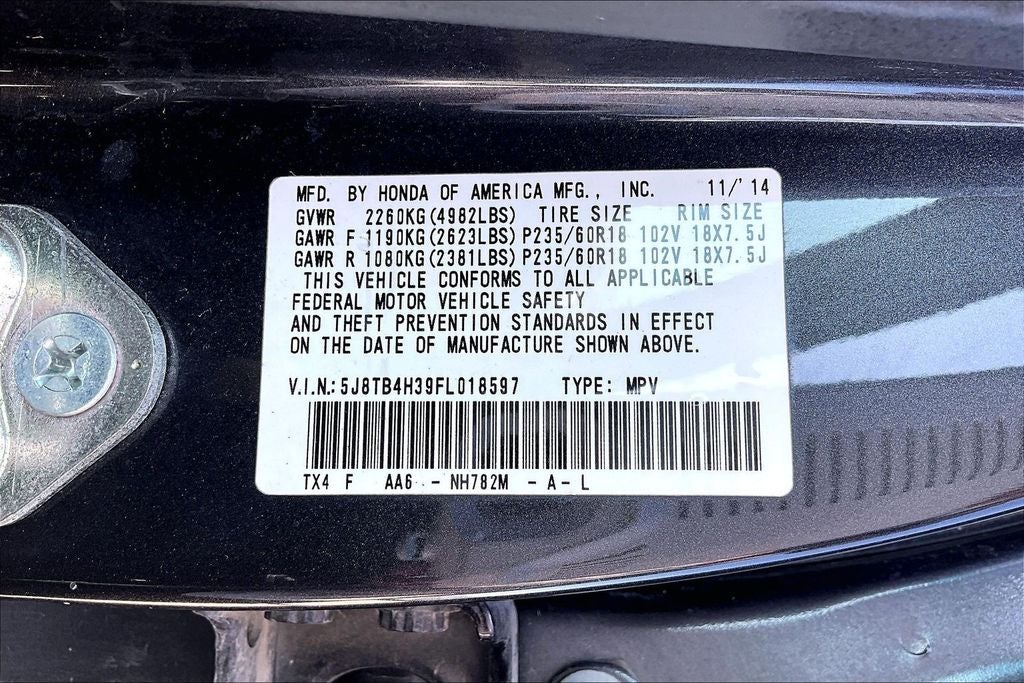 MFD. BY HONDA OF AMERICA MFG., INC. 11/'14
GVWR 2260KG(4982LBS) TIRE SIZE RIM SIZE
GAWR F 1190KG(2623LBS) P235/60R18 102V 18X7.5J
GAWR R 1080KG(2381LBS) P235/60R18 102V 18X7.5J
THIS VEHICLE CONFORMS TO ALL APPLICABLE
FEDERAL MOTOR VEHICLE SAFETY
AND THEFT PREVENTION STANDARDS IN EFFECT
ON THE DATE OF MANUFACTURE SHOWN ABOVE.
V.I.N.: 5J8TB4H39FL018597 TYPE: MPV
TX4 F AA6 - NH782M - A - L